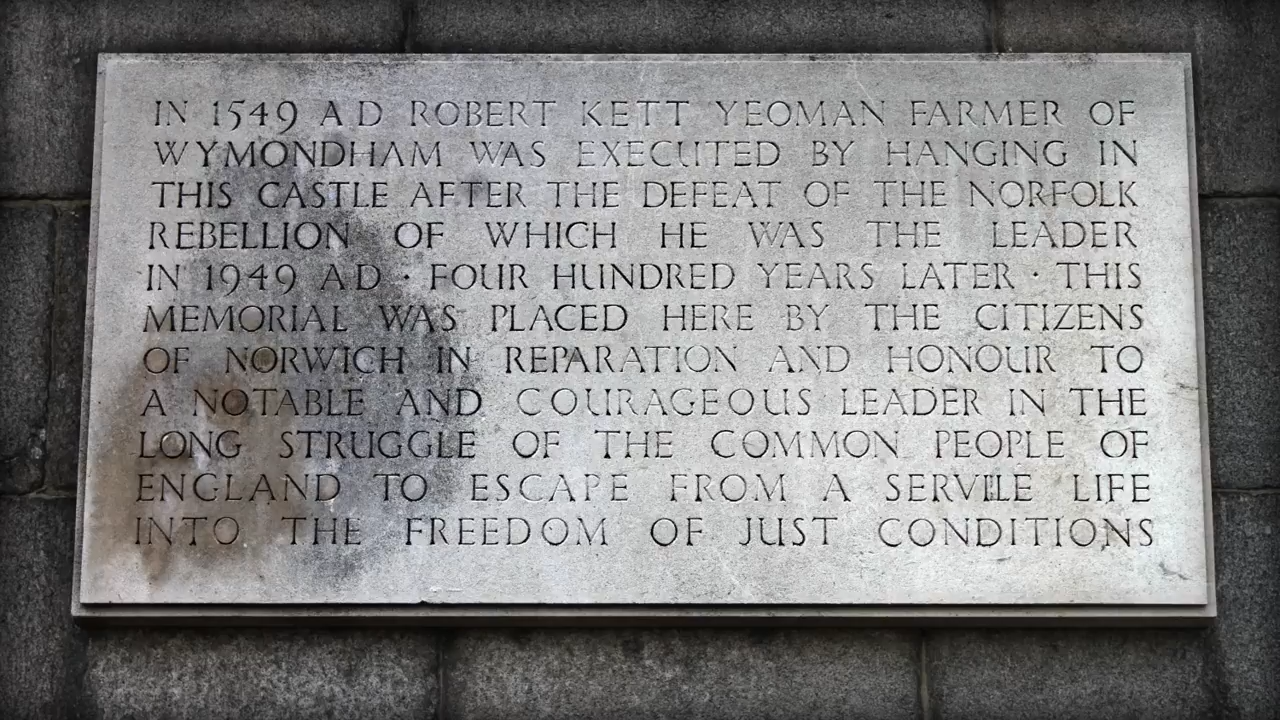 IN 1549 AD ROBERT KETT YEOMAN FARMER OF
WYMONDHAM WAS EXECUTED BY HANGING IN
THIS CASTLE AFTER THE DEFEAT OF THE NORFOLK
REBELLION OF WHICH HE WAS THE LEADER
IN 1949 AD · FOUR HUNDRED YEARS LATER · THIS
MEMORIAL WAS PLACED HERE BY THE CITIZENS
OF NORWICH IN REPARATION AND HONOUR TO
A NOTABLE AND COURAGEOUS LEADER IN THE
LONG STRUGGLE OF THE COMMON PEOPLE OF
ENGLAND TO ESCAPE FROM A SERVILE LIFE
INTO THE FREEDOM OF JUST CONDITIONS